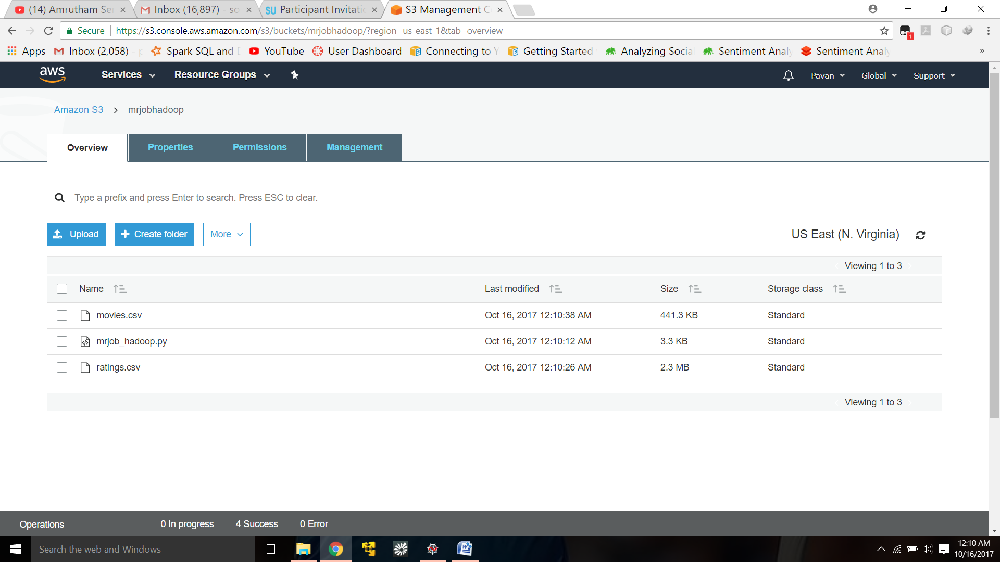 (14) Amrutham Se
Inbox (16,897) - so
SU Participant Invitati
S3 Management C
Secure https://s3.console.aws.amazon.com/s3/buckets/mrjobhadoop/?region=us-east-1&tab=overview
1
Apps Inbox (2,058) - p Spark SQL and D YouTube User Dashboard Connecting to Y Getting Started Analyzing Social Sentiment Analy Sentiment Analy »
aws Services Resource Groups Pavan Global Support
Amazon S3 > mrjobhadoop
Overview Properties Permissions Management
Type a prefix and press Enter to search. Press ESC to clear.
Upload + Create folder More US East (N. Virginia)
Viewing 1 to 3
Name Last modified Size Storage class
movies.csv Oct 16, 2017 12:10:38 AM 441.3 KB Standard
mrjob_hadoop.py Oct 16, 2017 12:10:12 AM 3.3 KB Standard
ratings.csv Oct 16, 2017 12:10:26 AM 2.3 MB Standard
Viewing 1 to 3
Operations 0 In progress 4 Success 0 Error
Search the web and Windows
12:10 AM
10/16/2017